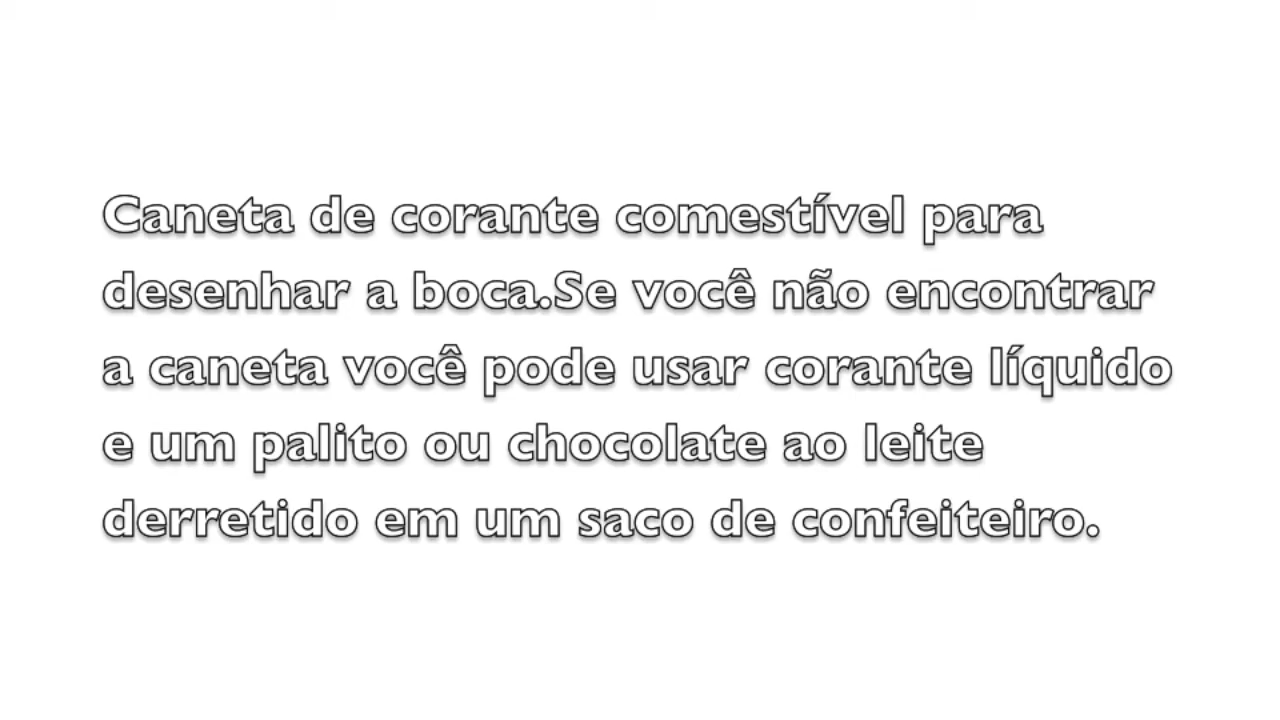 Caneta de corante comestível para
desenhar a boca.Se você não encontrar
a caneta você pode usar corante líquido
e um palito ou chocolate ao leite
derretido em um saco de confeiteiro.